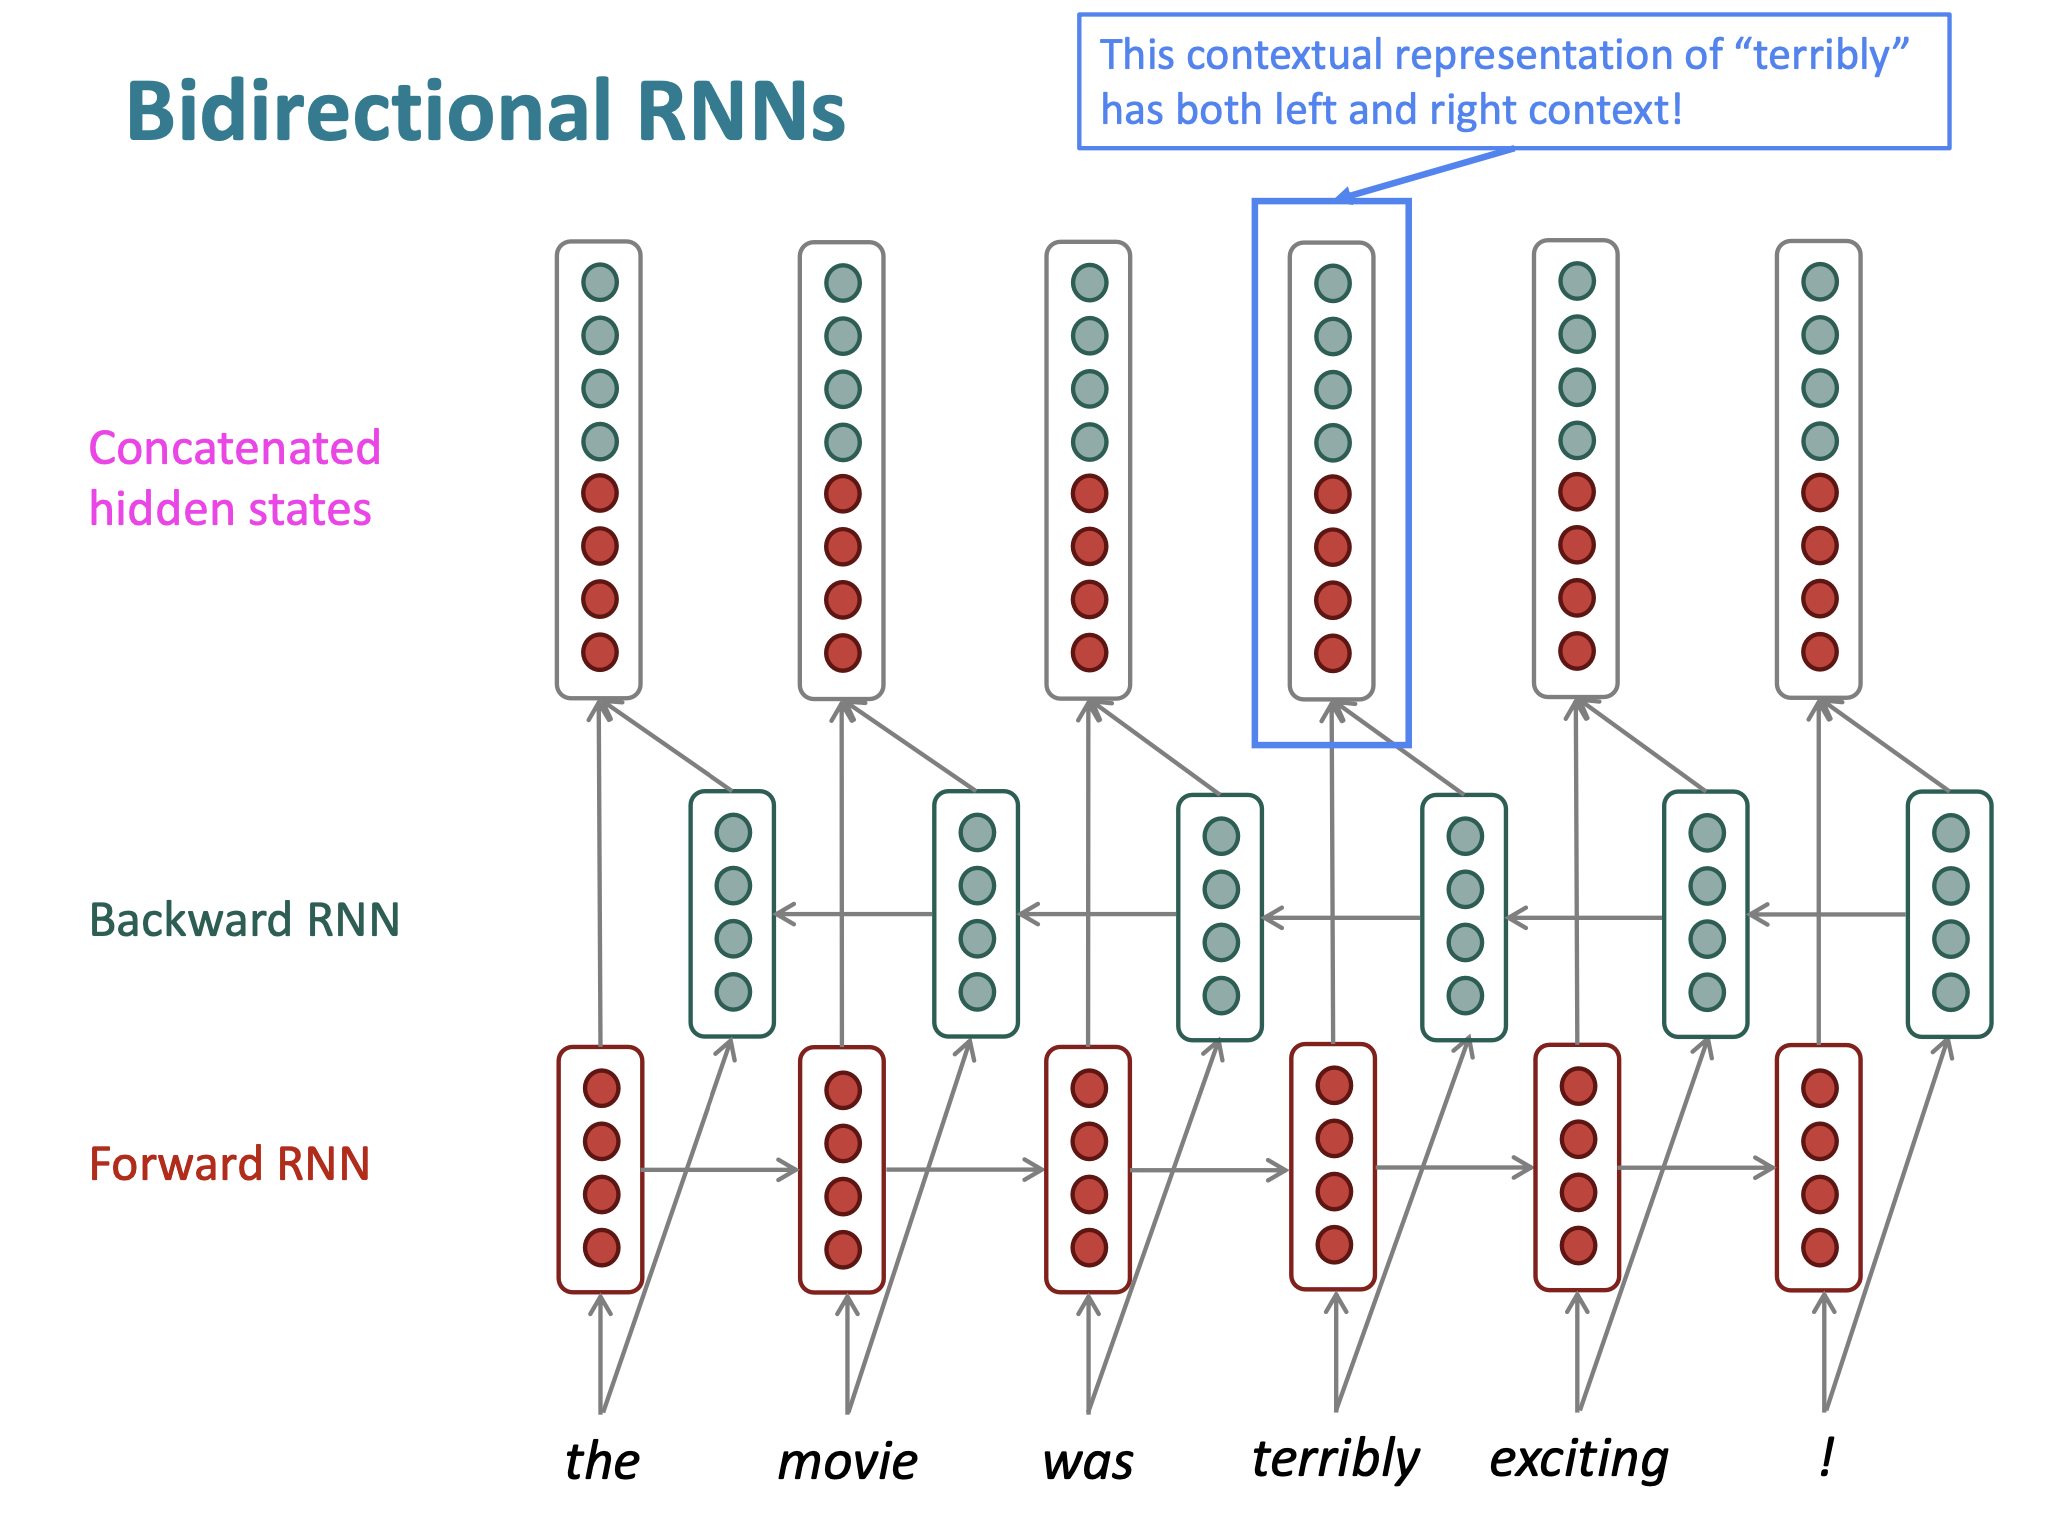 Bidirectional RNNs
This contextual representation of “terribly”
has both left and right context!
Concatenated
hidden states
Backward RNN
Forward RNN
the movie was terribly exciting !